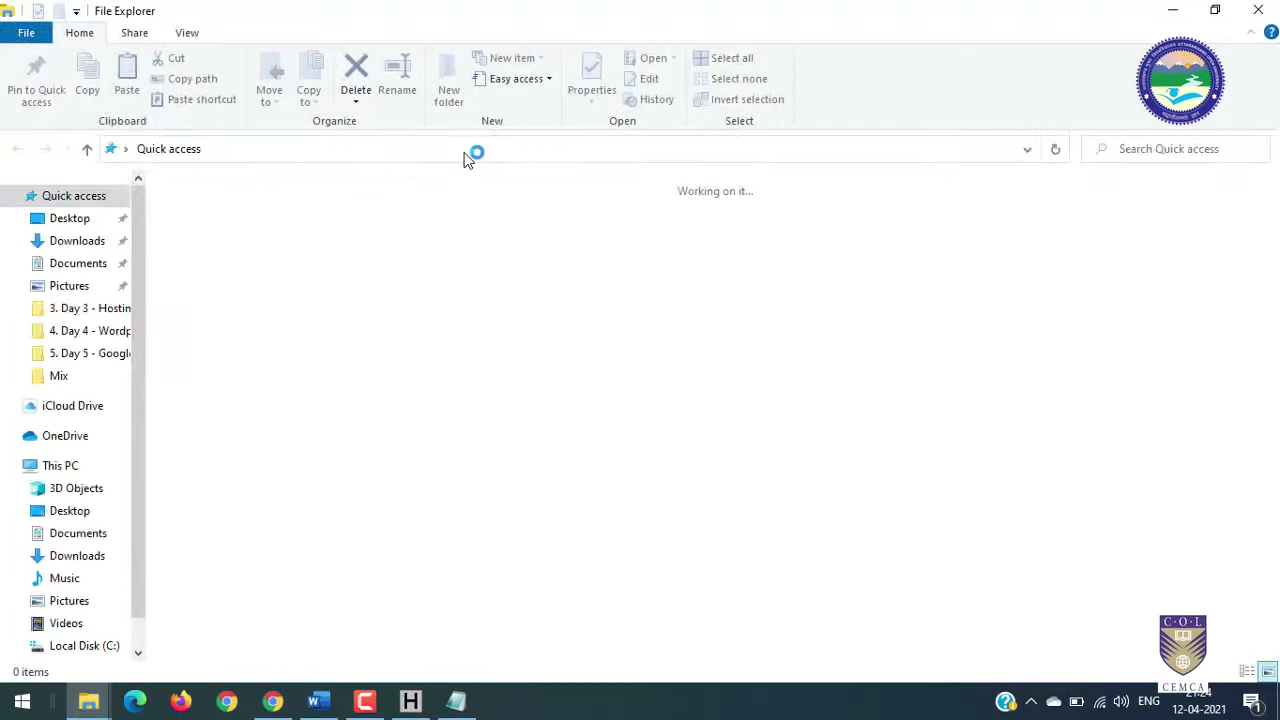 File Explorer
File Home Share View
Pin to Quick access
Copy
Paste
Cut
Copy path
Paste shortcut
Clipboard
Move to
Copy to
Delete
Rename
Organize
New folder
New item
Easy access
New
Properties
Open
Edit
History
Open
Select all
Select none
Invert selection
Select
Quick access
Search Quick access
Working on it...
Quick access
Desktop
Downloads
Documents
Pictures
3. Day 3 - Hostin
4. Day 4 - Wordp
5. Day 5 - Google
Mix
iCloud Drive
OneDrive
This PC
3D Objects
Desktop
Documents
Downloads
Music
Pictures
Videos
Local Disk (C:)
0 items
C·O·L
CEMCA
ENG
21:24
12-04-2021